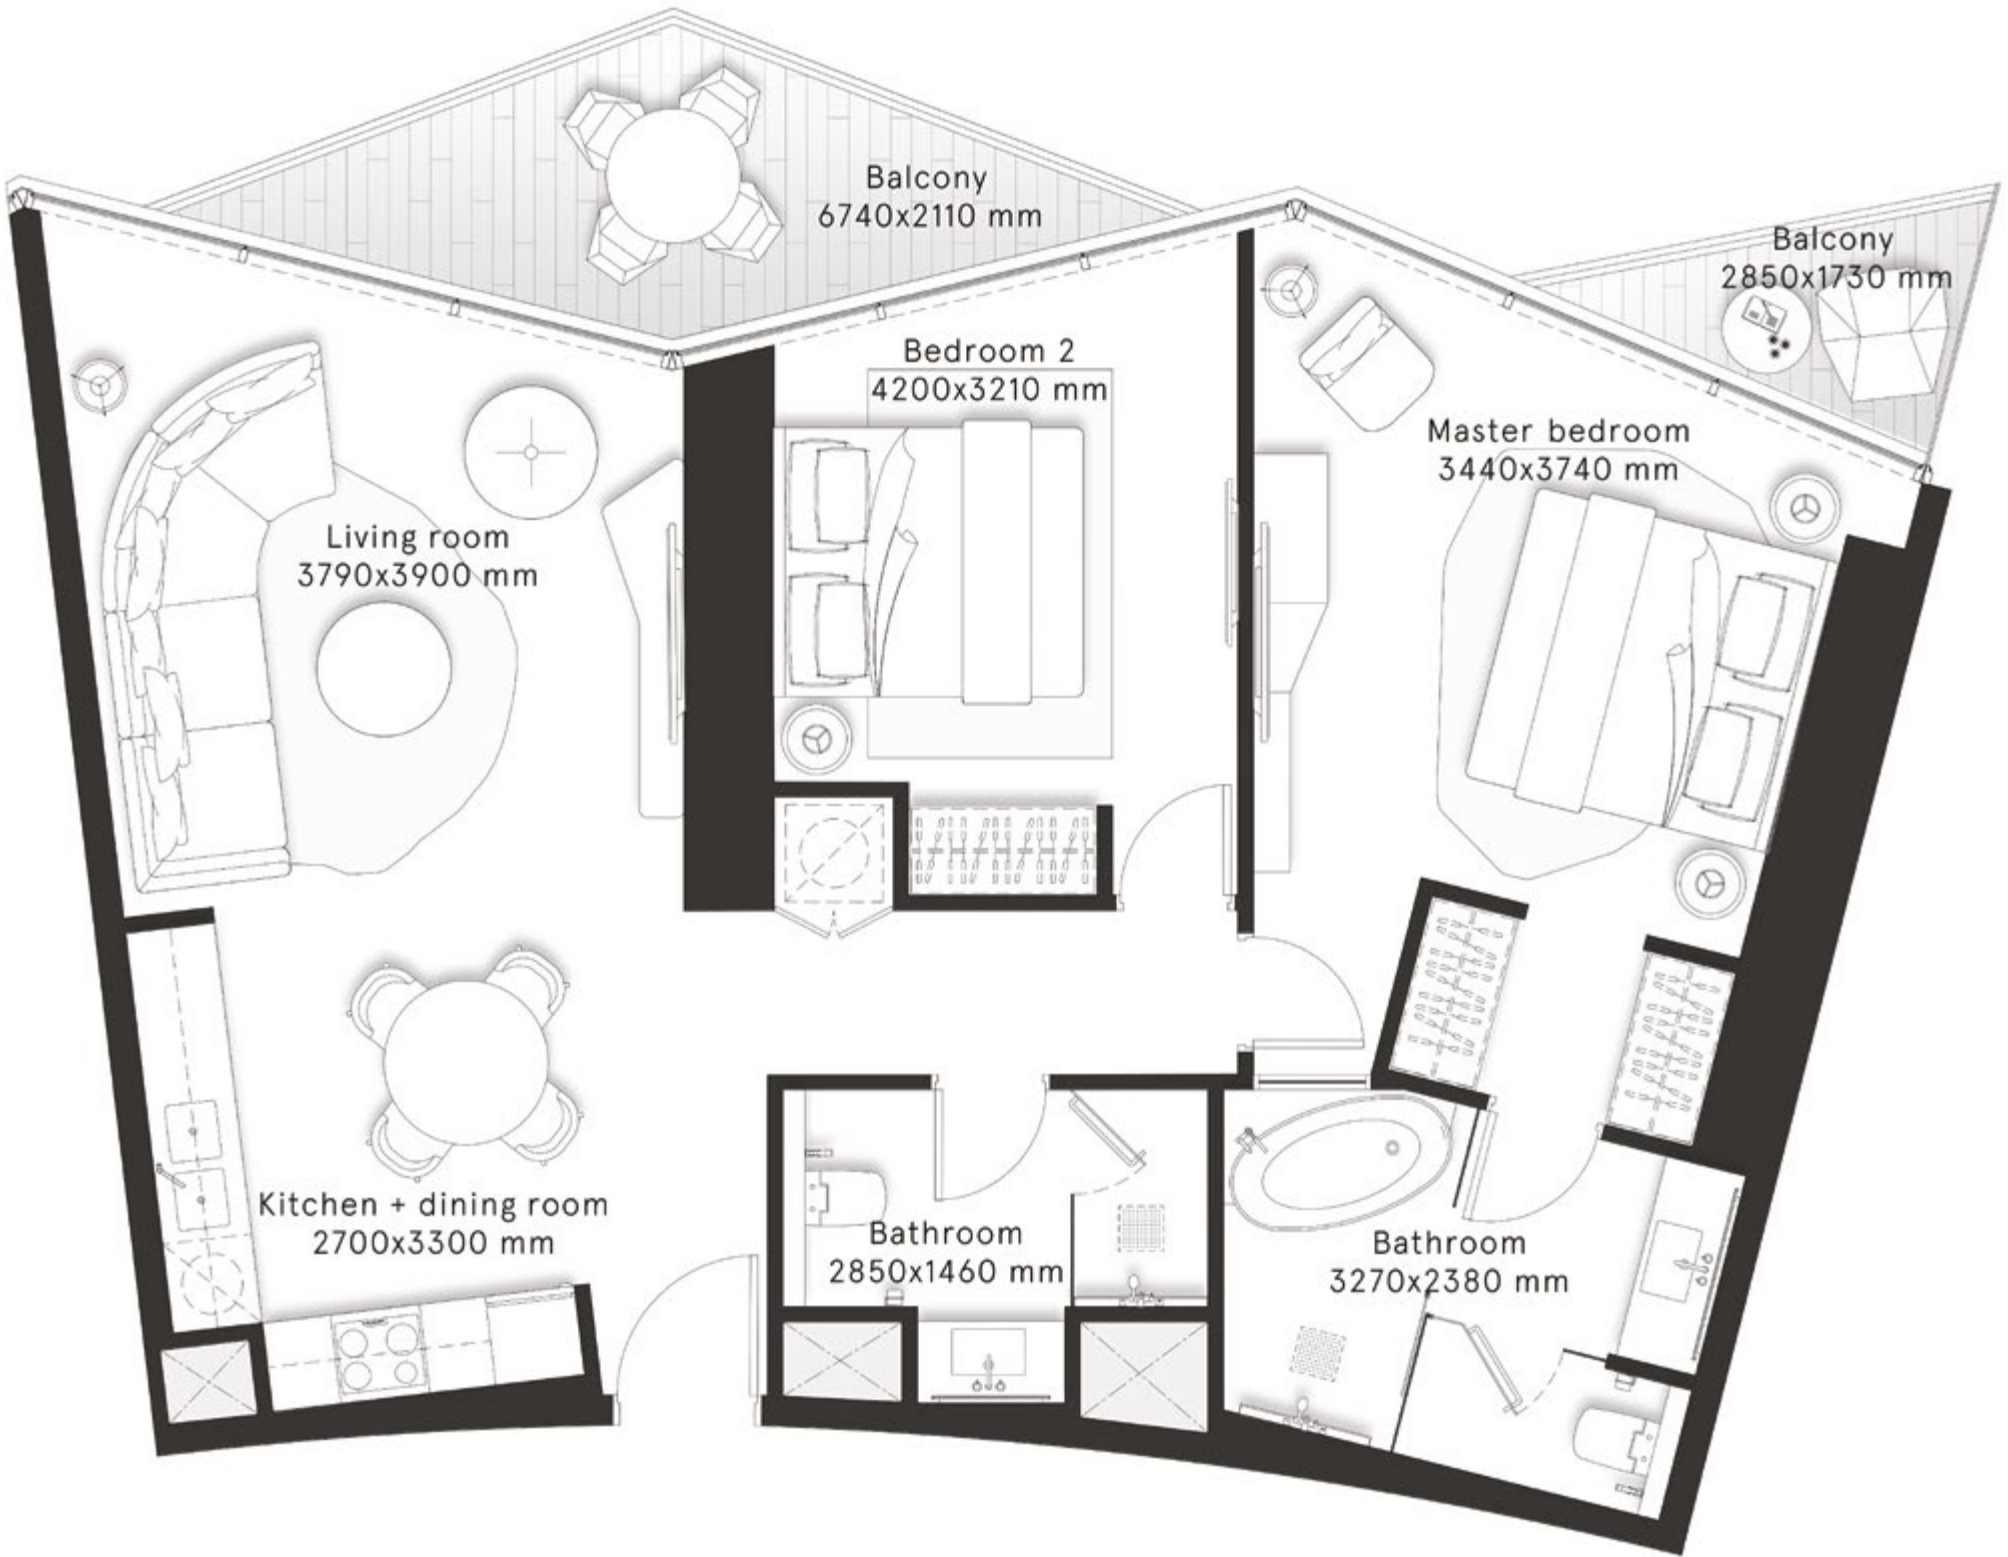 Balcony
6740x2110 mm
Balcony
2850x1730 mm
Bedroom 2
4200x3210 mm
Master bedroom
3440x3740 mm
Living room
3790x3900 mm
Kitchen + dining room
2700x3300 mm
Bathroom
2850x1460 mm
Bathroom
3270x2380 mm